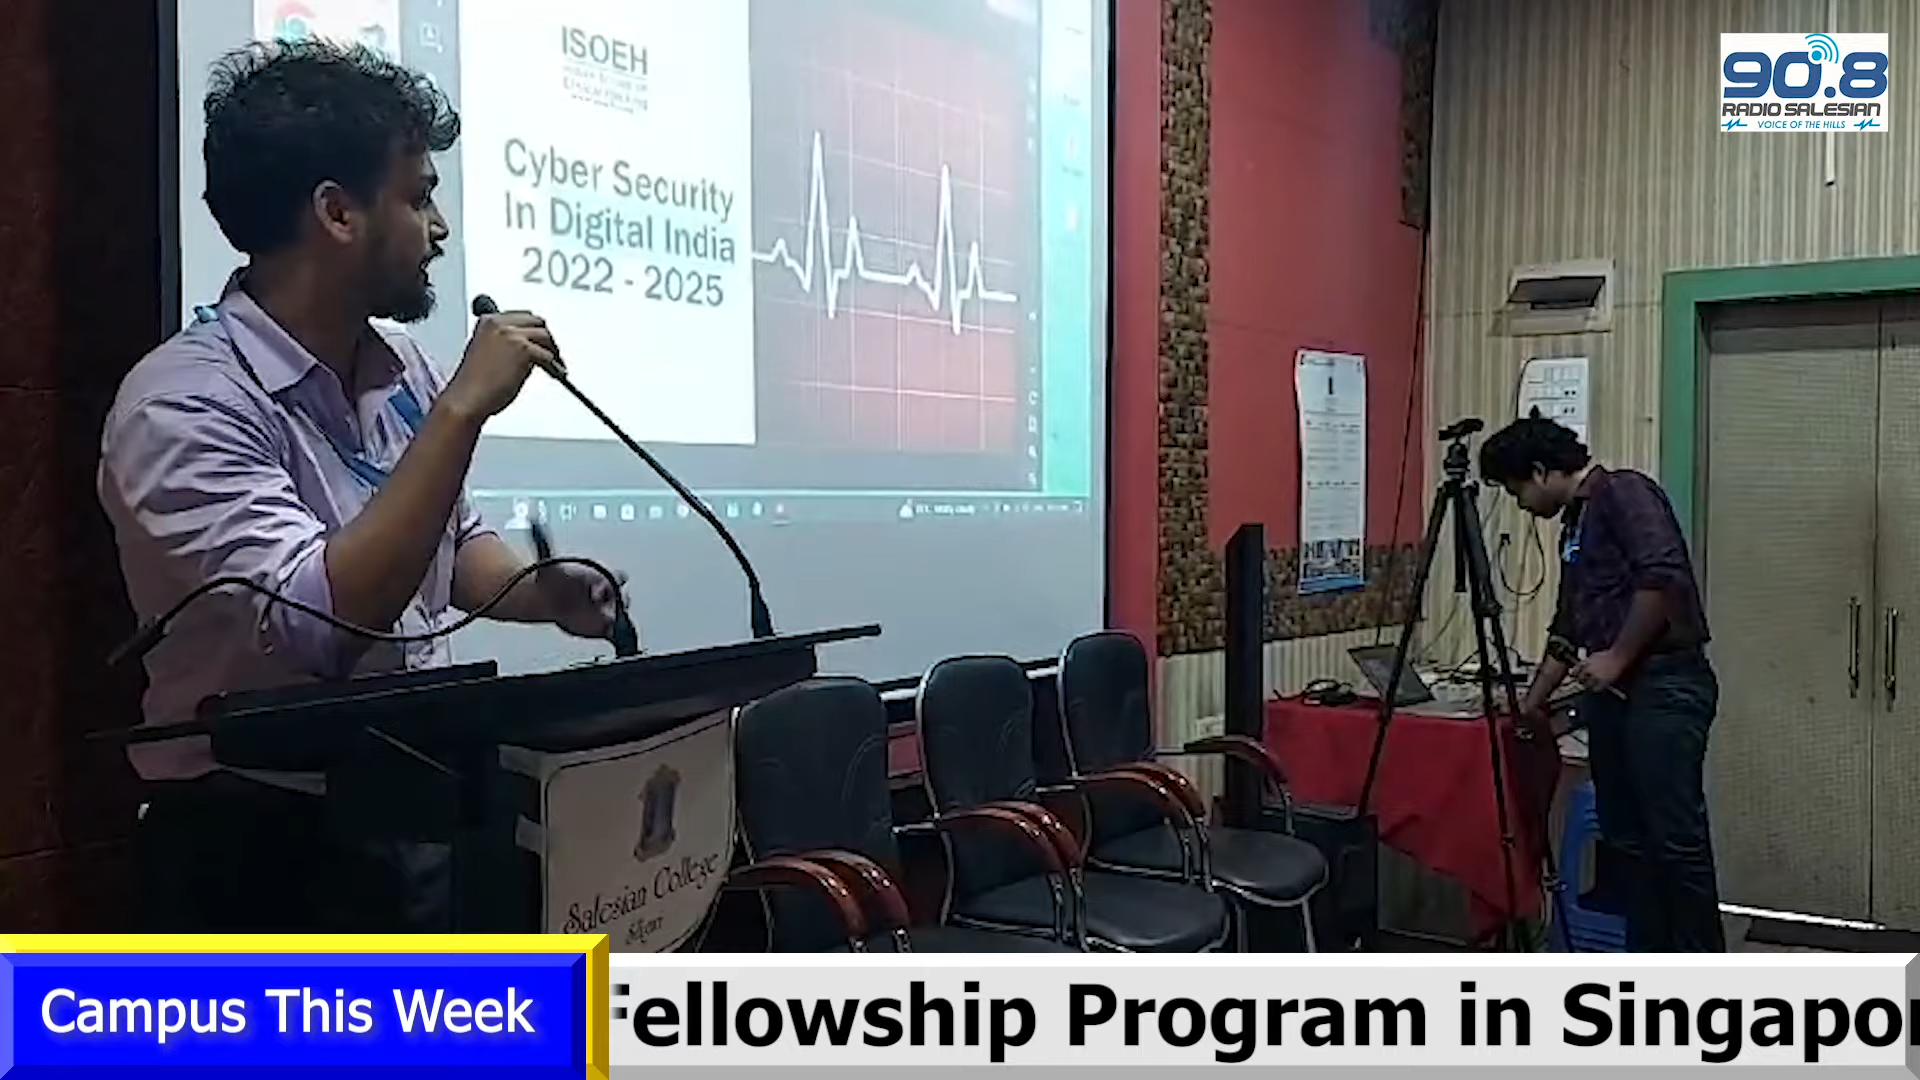 90.8
RADIO SALESIAN
VOICE OF THE HILLS
ISOEH
Cyber Security
In Digital India
2022 - 2025
Salesian College
Campus This Week
Fellowship Program in Singapor